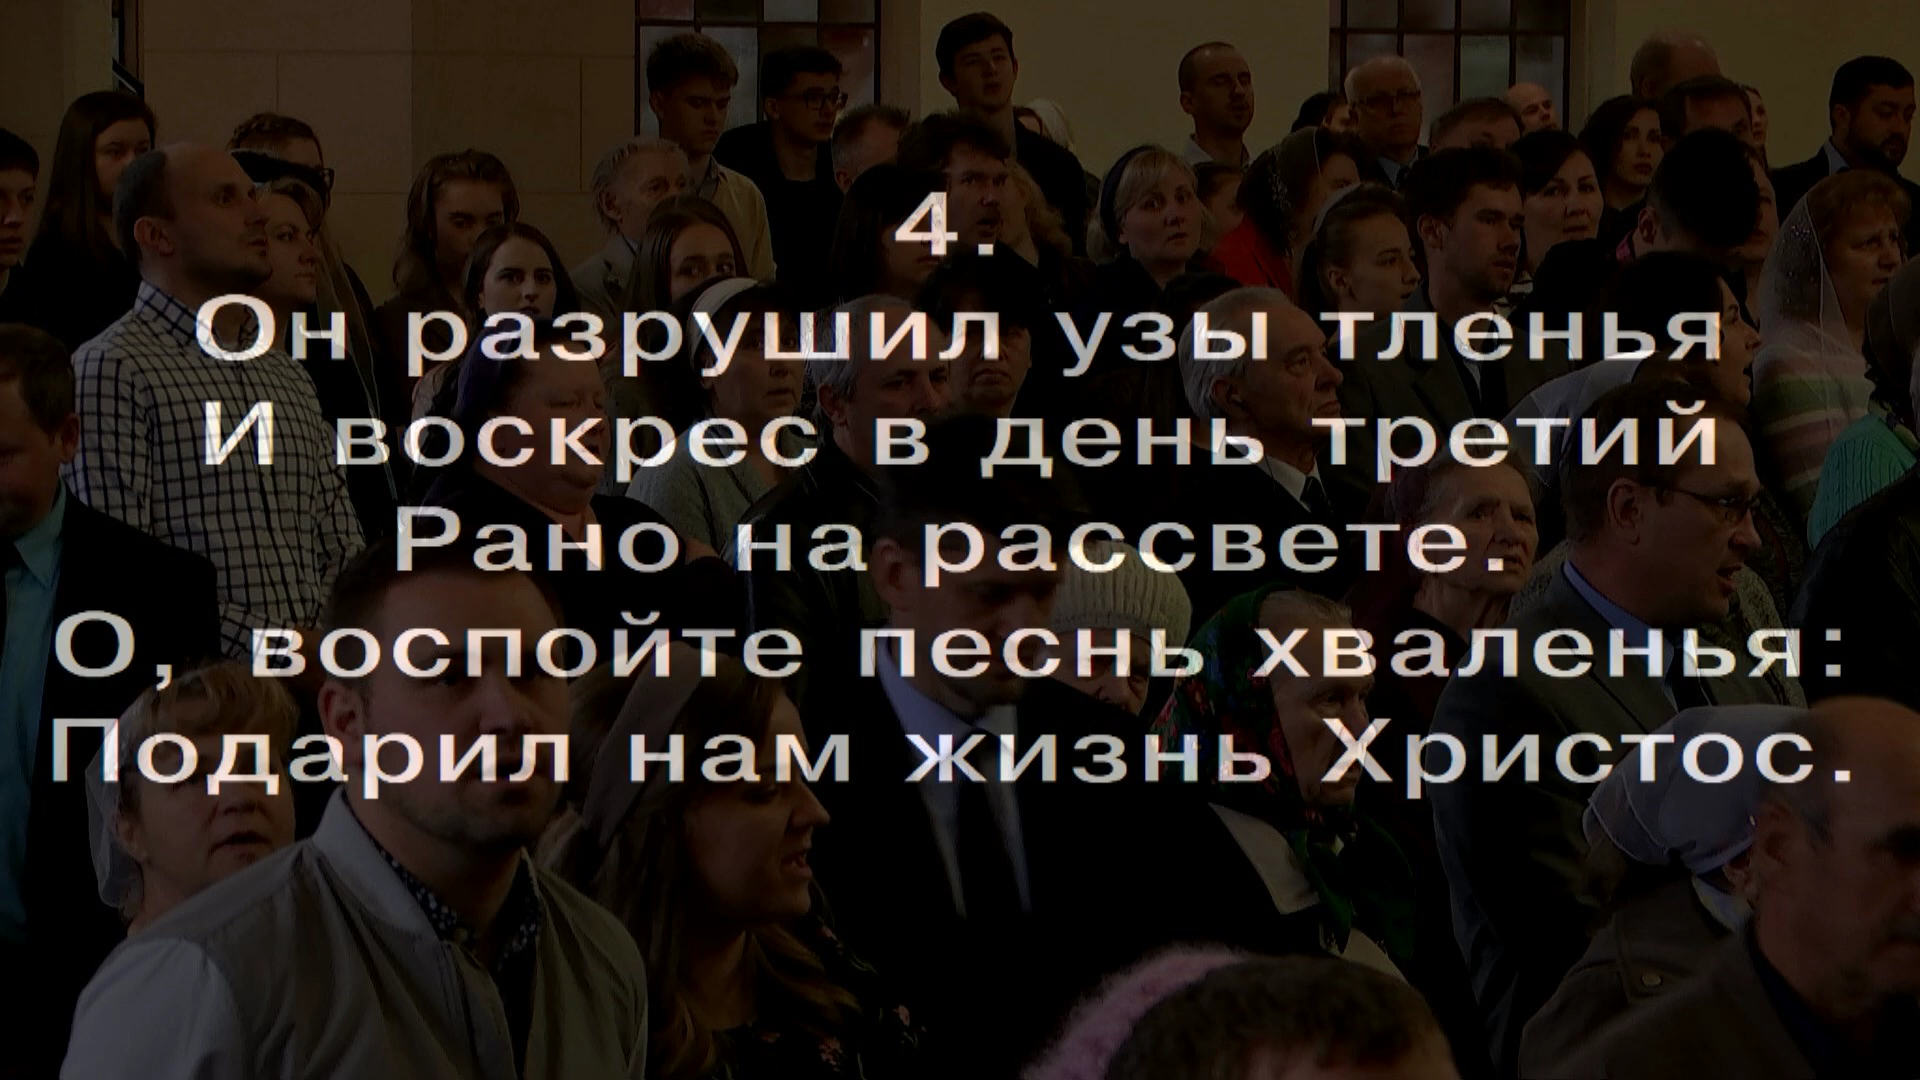 4.
Он разрушил узы тленья
И воскрес в день третий
Рано на рассвете.
О, воспойте песнь хваленья:
Подарил нам жизнь Христос.